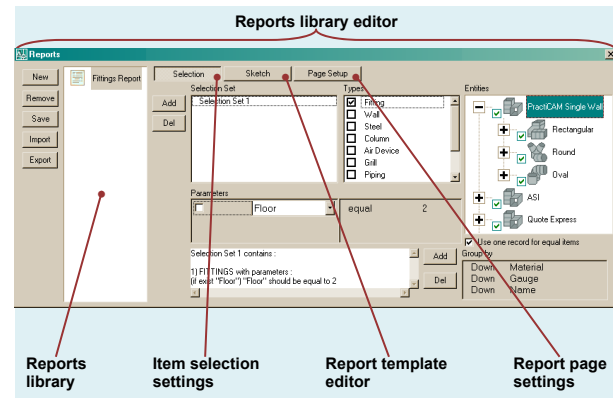 Reports library editor
Reports
New
Remove
Save
Import
Export
Fittings Report
Selection
Sketch
Page Setup
Selection Set
Add
Del
Selection Set 1
Types
Fitting
Wall
Steel
Column
Air Device
Grill
Piping
Entities
PractiCAM Single Wall
Rectangular
Round
Oval
ASI
Quote Express
Parameters
Floor
equal 2
Use one record for equal items
Selection Set 1 contains :
1) FITTINGS with parameters :
(if exist "Floor") "Floor" should be equal to 2
Add
Del
Group by
Down Material
Down Gauge
Down Name
Reports
library
Item selection
settings
Report template
editor
Report page
settings